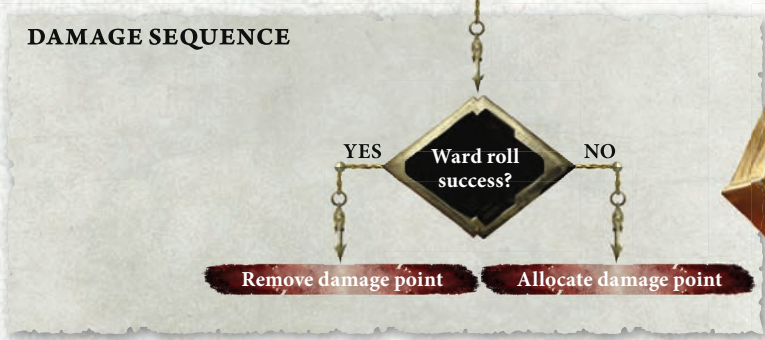 DAMAGE SEQUENCE
YES
NO
Ward roll
success?
Remove damage point
Allocate damage point